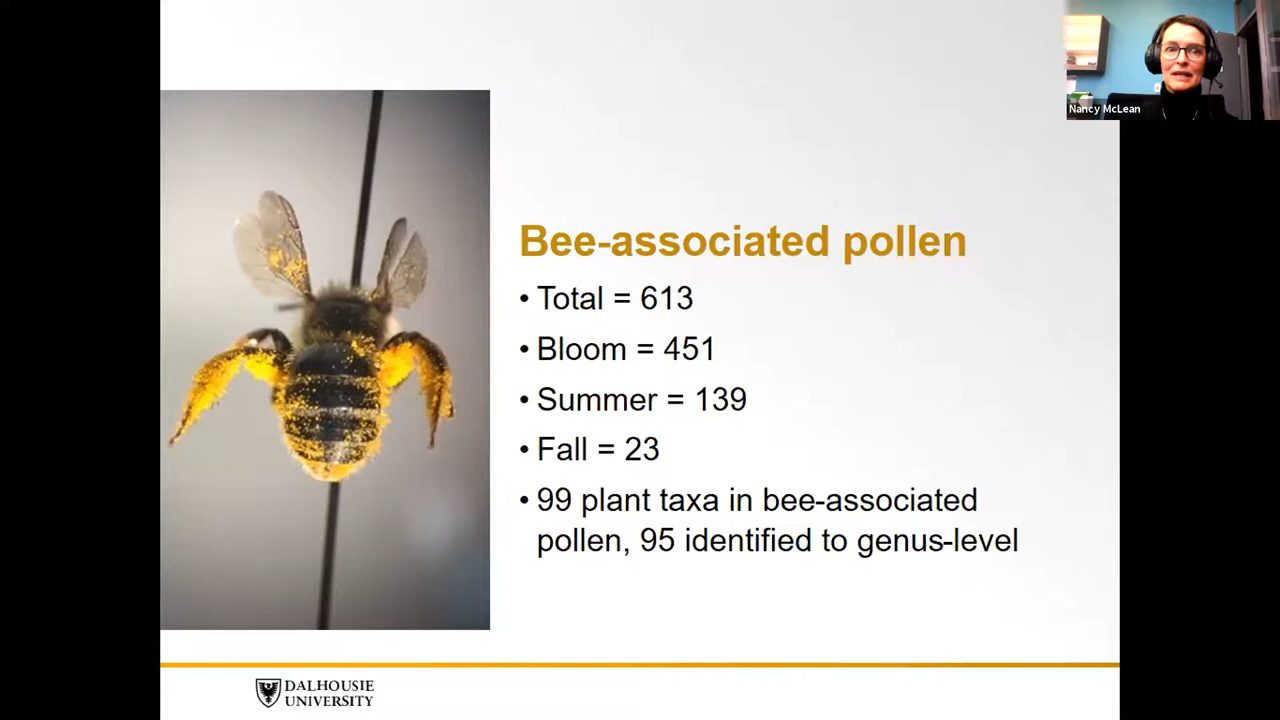 Nancy McLean
Bee-associated pollen
• Total = 613
• Bloom = 451
• Summer = 139
• Fall = 23
• 99 plant taxa in bee-associated
pollen, 95 identified to genus-level
DALHOUSIE
UNIVERSITY